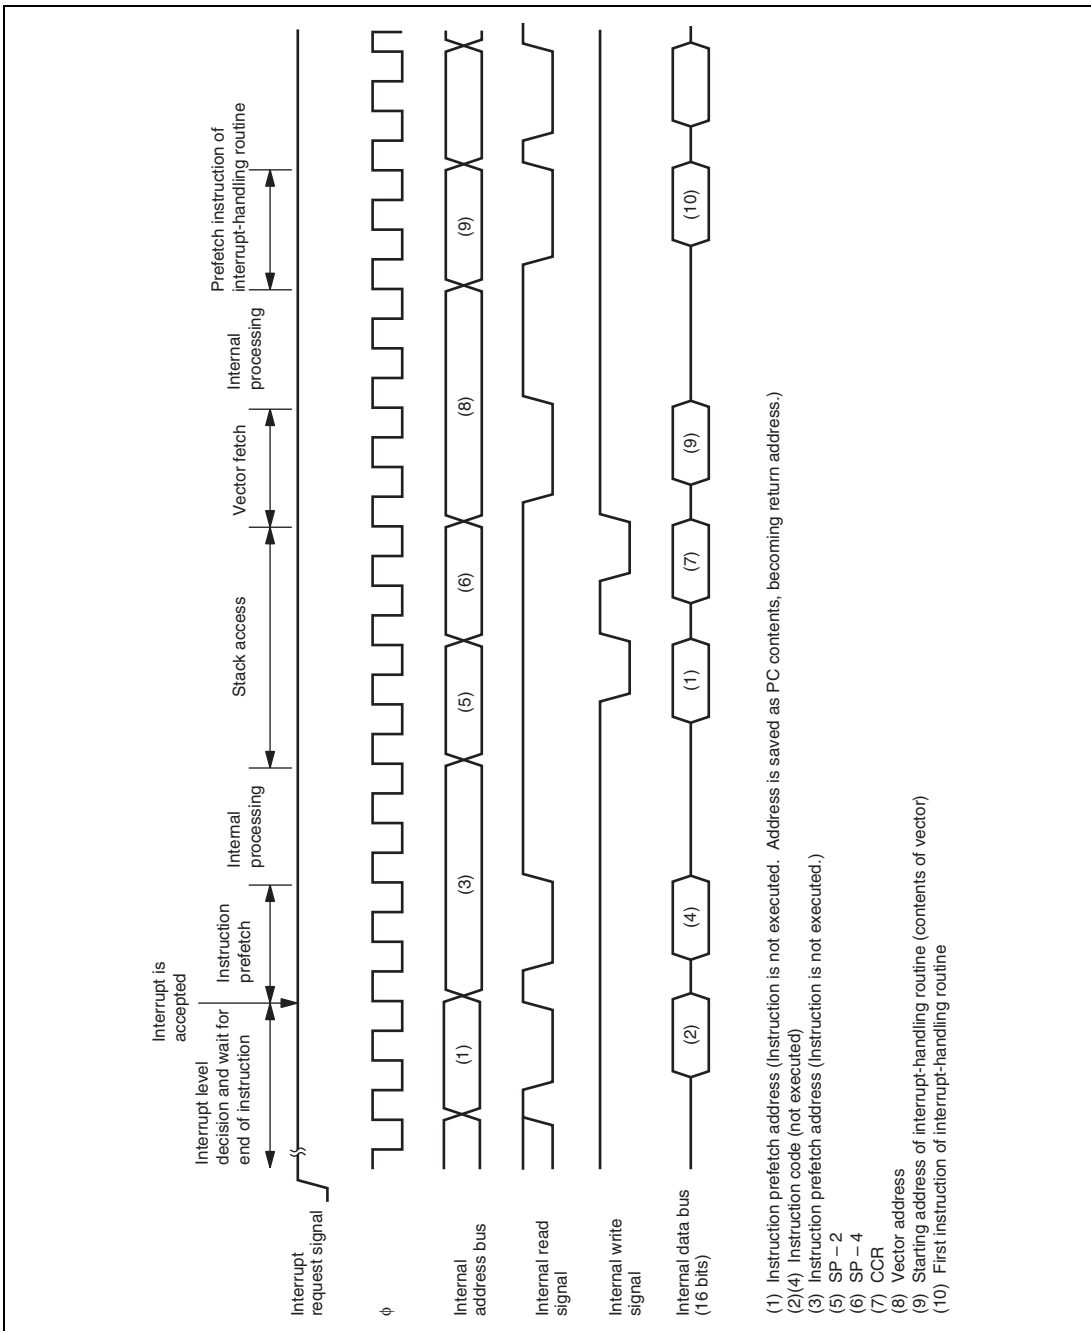 Interrupt is
accepted
Interrupt level
decision and wait for
end of instruction
Instruction
prefetch
Internal
processing
Stack access
Vector fetch
Internal
processing
Prefetch instruction of
interrupt-handling routine
Interrupt
request signal
φ
Internal
address bus
(1)
(3)
(5)
(6)
(8)
(9)
Internal read
signal
Internal write
signal
Internal data bus
(16 bits)
(2)
(4)
(1)
(7)
(9)
(10)
(1) Instruction prefetch address (Instruction is not executed. Address is saved as PC contents, becoming return address.)
(2)(4) Instruction code (not executed)
(3) Instruction prefetch address (Instruction is not executed.)
(5) SP – 2
(6) SP – 4
(7) CCR
(8) Vector address
(9) Starting address of interrupt-handling routine (contents of vector)
(10) First instruction of interrupt-handling routine